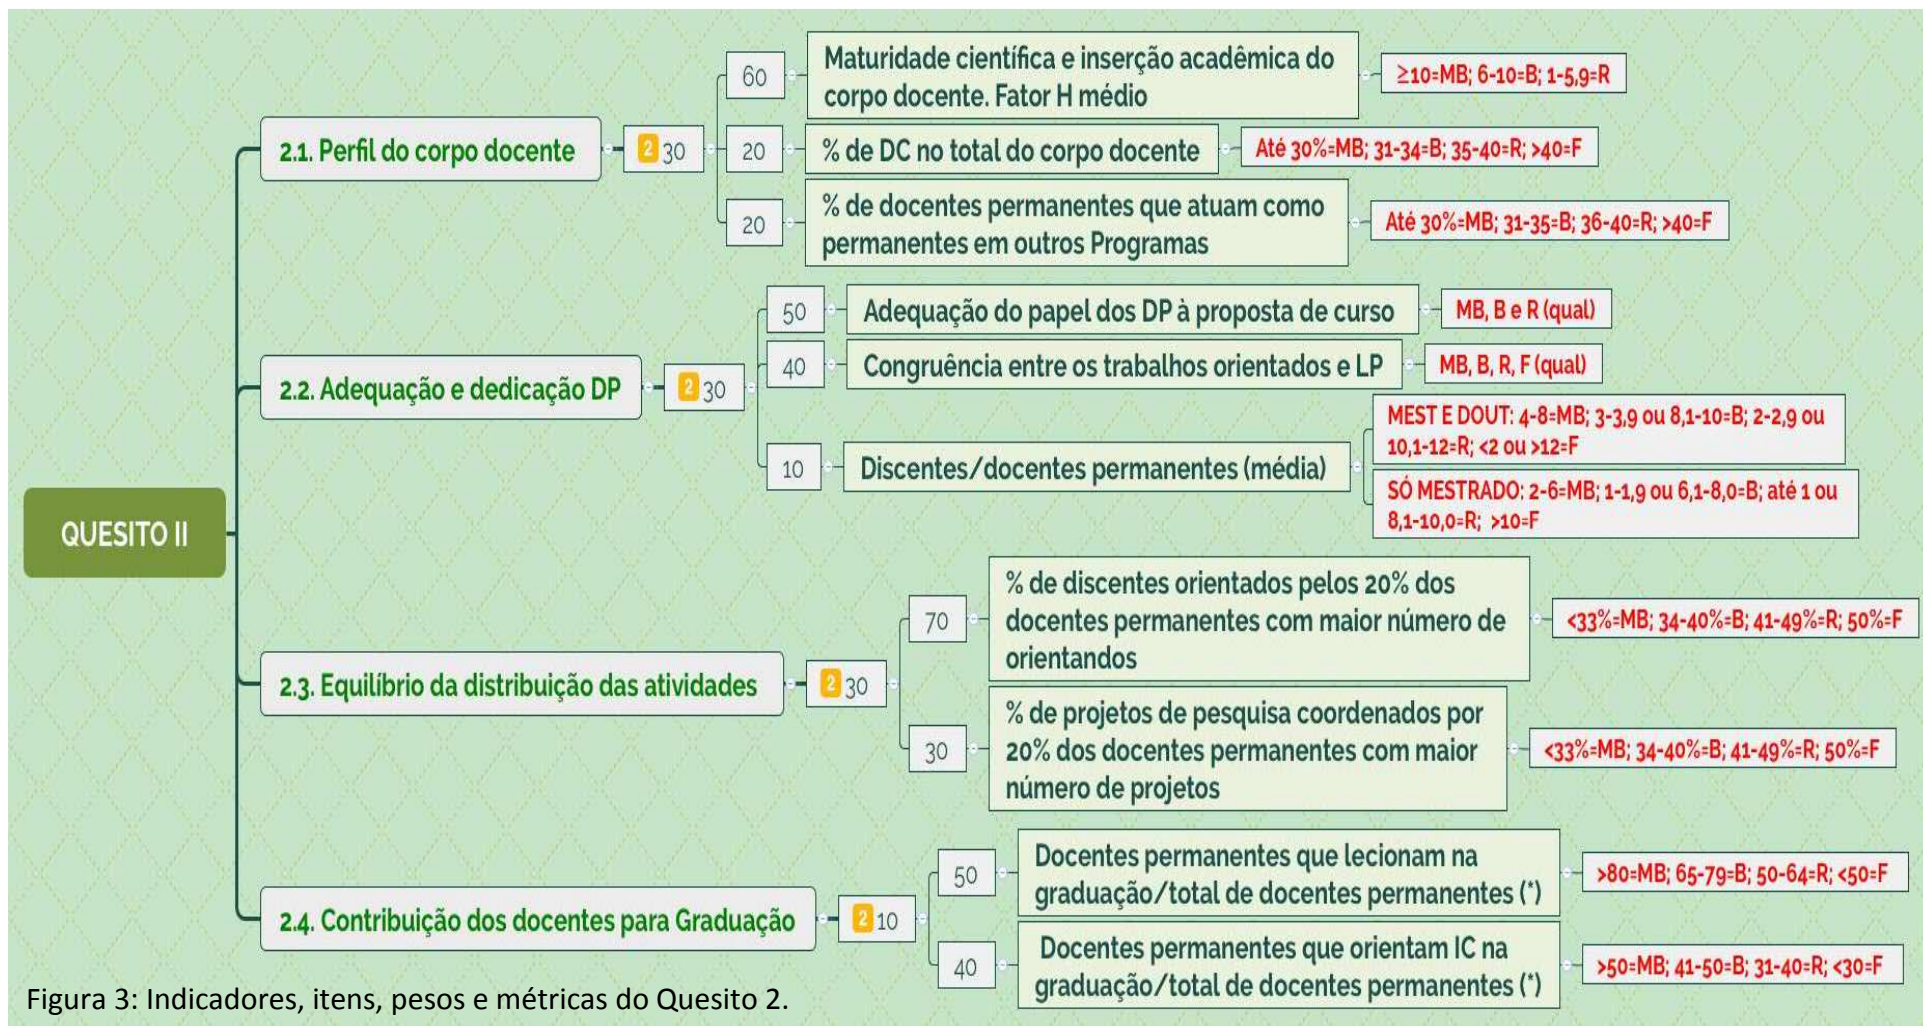 QUESITO II
2.1. Perfil do corpo docente
2 30
60
Maturidade científica e inserção acadêmica do
corpo docente. Fator H médio
≥10=MB; 6-10=B; 1-5,9=R
20
% de DC no total do corpo docente
Até 30%=MB; 31-34=B; 35-40=R; >40=F
20
% de docentes permanentes que atuam como
permanentes em outros Programas
Até 30%=MB; 31-35=B; 36-40=R; >40=F
2.2. Adequação e dedicação DP
2 30
50
Adequação do papel dos DP à proposta de curso
MB, B e R (qual)
40
Congruência entre os trabalhos orientados e LP
MB, B, R, F (qual)
10
Discentes/docentes permanentes (média)
MEST E DOUT: 4-8=MB; 3-3,9 ou 8,1-10=B; 2-2,9 ou
10,1-12=R; <2 ou >12=F
SÓ MESTRADO: 2-6=MB; 1-1,9 ou 6,1-8,0=B; até 1 ou
8,1-10,0=R; >10=F
2.3. Equilíbrio da distribuição das atividades
2 30
70
% de discentes orientados pelos 20% dos
docentes permanentes com maior número de
orientandos
<33%=MB; 34-40%=B; 41-49%=R; 50%=F
30
% de projetos de pesquisa coordenados por
20% dos docentes permanentes com maior
número de projetos
<33%=MB; 34-40%=B; 41-49%=R; 50%=F
2.4. Contribuição dos docentes para Graduação
2 10
50
Docentes permanentes que lecionam na
graduação/total de docentes permanentes (*)
>80=MB; 65-79=B; 50-64=R; <50=F
40
Docentes permanentes que orientam IC na
graduação/total de docentes permanentes (*)
>50=MB; 41-50=B; 31-40=R; <30=F
Figura 3: Indicadores, itens, pesos e métricas do Quesito 2.